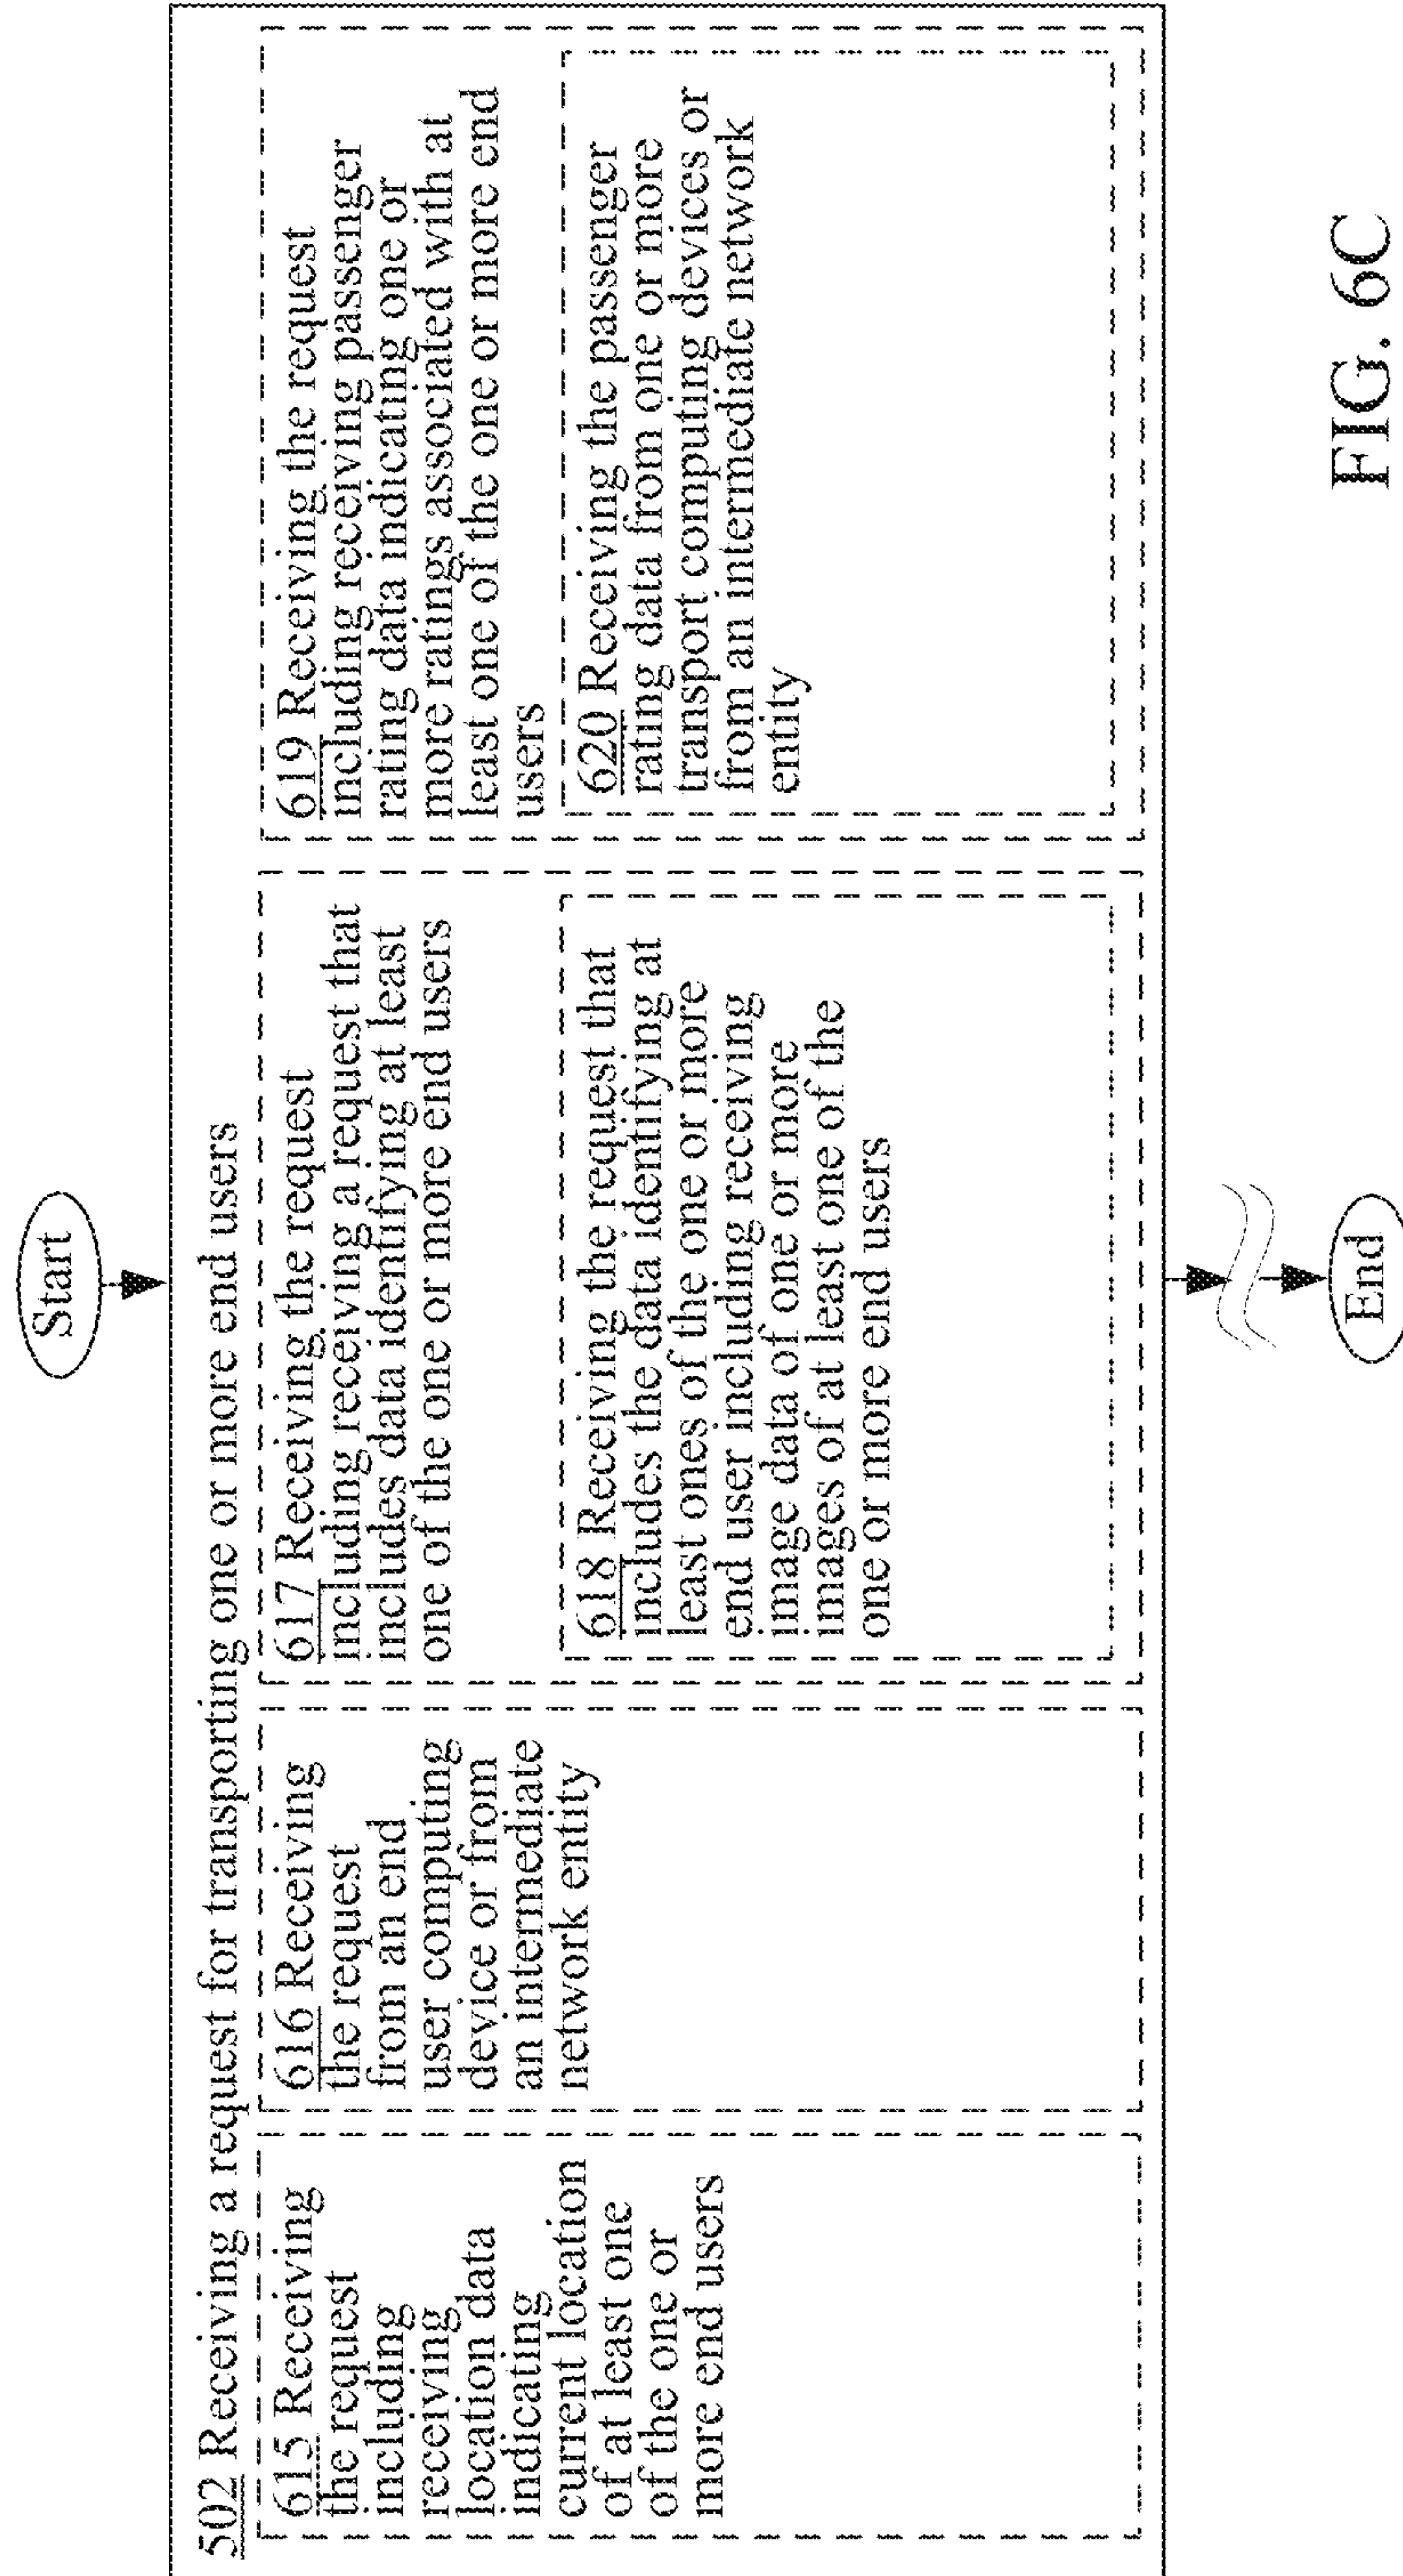 Start
502 Receiving a request for transporting one or more end users
615 Receiving
the request
including
receiving
location data
indicating
current location
of at least one
of the one or
more end users
616 Receiving
the request
from an end
user computing
device or from
an intermediate
network entity
617 Receiving the request
including receiving a request that
includes data identifying at least
one of the one or more end users
618 Receiving the request that
includes the data identifying at
least ones of the one or more
end user including receiving
image data of one or more
images of at least one of the
one or more end users
619 Receiving the request
including receiving passenger
rating data indicating one or
more ratings associated with at
least one of the one or more end
users
620 Receiving the passenger
rating data from one or more
transport computing devices or
from an intermediate network
entity
End
FIG. 6C